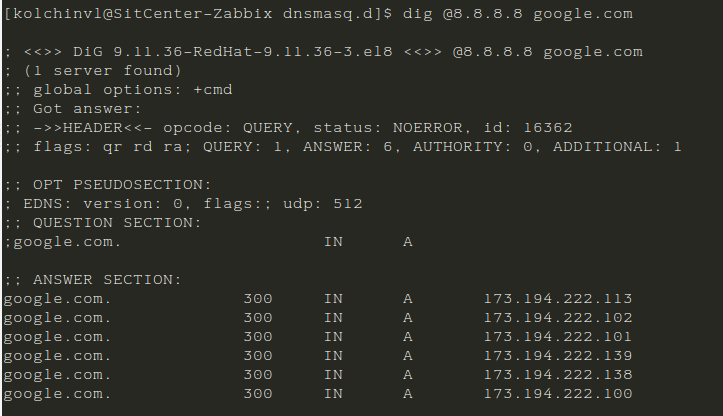 [kolchinvl@SitCenter-Zabbix dnsmasq.d]$ dig @8.8.8.8 google.com
; <<>> DiG 9.11.36-RedHat-9.11.36-3.el8 <<>> @8.8.8.8 google.com
; (1 server found)
;; global options: +cmd
;; Got answer:
;; ->>HEADER<<- opcode: QUERY, status: NOERROR, id: 16362
;; flags: qr rd ra; QUERY: 1, ANSWER: 6, AUTHORITY: 0, ADDITIONAL: 1
;; OPT PSEUDOSECTION:
; EDNS: version: 0, flags:; udp: 512
;; QUESTION SECTION:
;google.com. IN A
;; ANSWER SECTION:
google.com. 300 IN A 173.194.222.113
google.com. 300 IN A 173.194.222.102
google.com. 300 IN A 173.194.222.101
google.com. 300 IN A 173.194.222.139
google.com. 300 IN A 173.194.222.138
google.com. 300 IN A 173.194.222.100